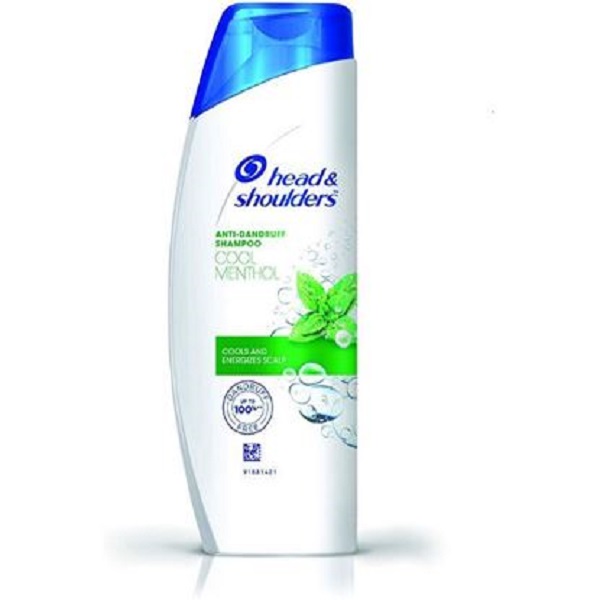 head &
shoulders
ANTI-DANDRUFF
SHAMPOO
COOL
MENTHOL
COOLS AND
ENERGIZES SCALP
DANDRUFF
UP TO
100%
FREE